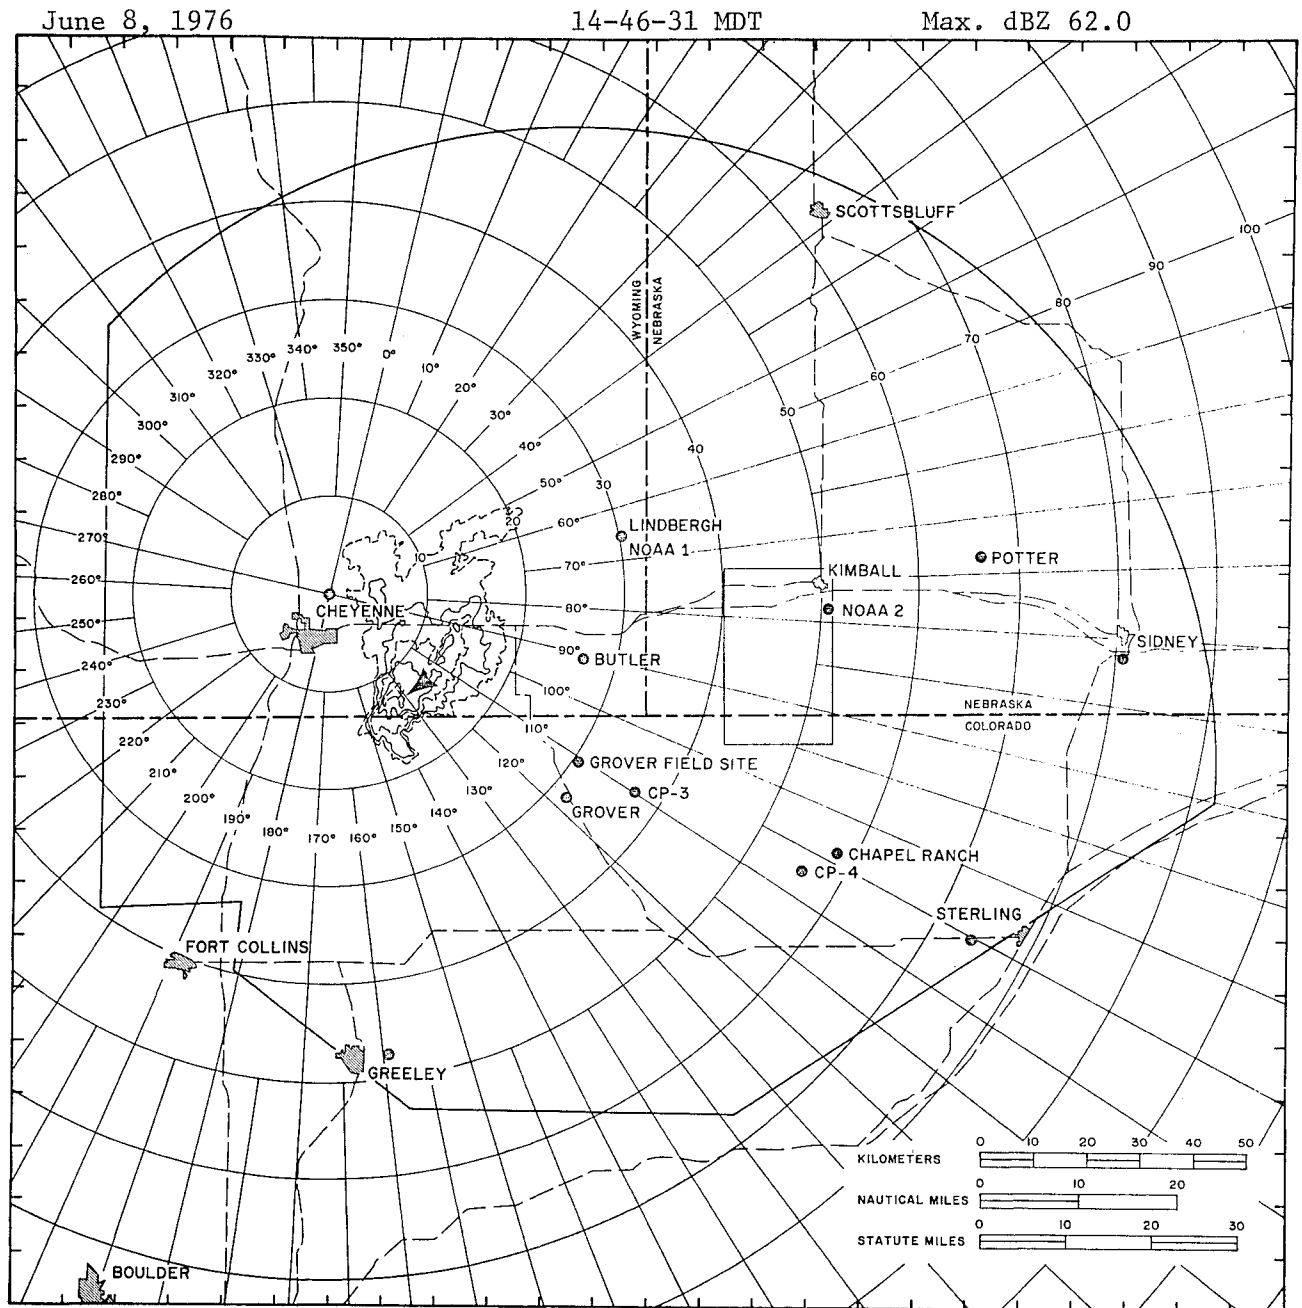 June 8, 1976 14-46-31 MDT Max. dBZ 62.0
SCOTTSBLUFF
WYOMING
NEBRASKA
100
90
80
70
60
50
40
30
20
10
350°
0°
10°
20°
30°
40°
50°
60°
70°
80°
90°
100°
110°
120°
130°
140°
150°
160°
170°
180°
190°
200°
210°
220°
230°
240°
250°
260°
270°
280°
290°
300°
310°
320°
330°
340°
LINDBERGH
NOAA 1
KIMBALL
POTTER
NOAA 2
CHEYENNE
BUTLER
SIDNEY
NEBRASKA
COLORADO
GROVER FIELD SITE
CP-3
GROVER
CHAPEL RANCH
CP-4
STERLING
FORT COLLINS
GREELEY
BOULDER
0 10 20 30 40 50
KILOMETERS
0 10 20
NAUTICAL MILES
0 10 20 30
STATUTE MILES